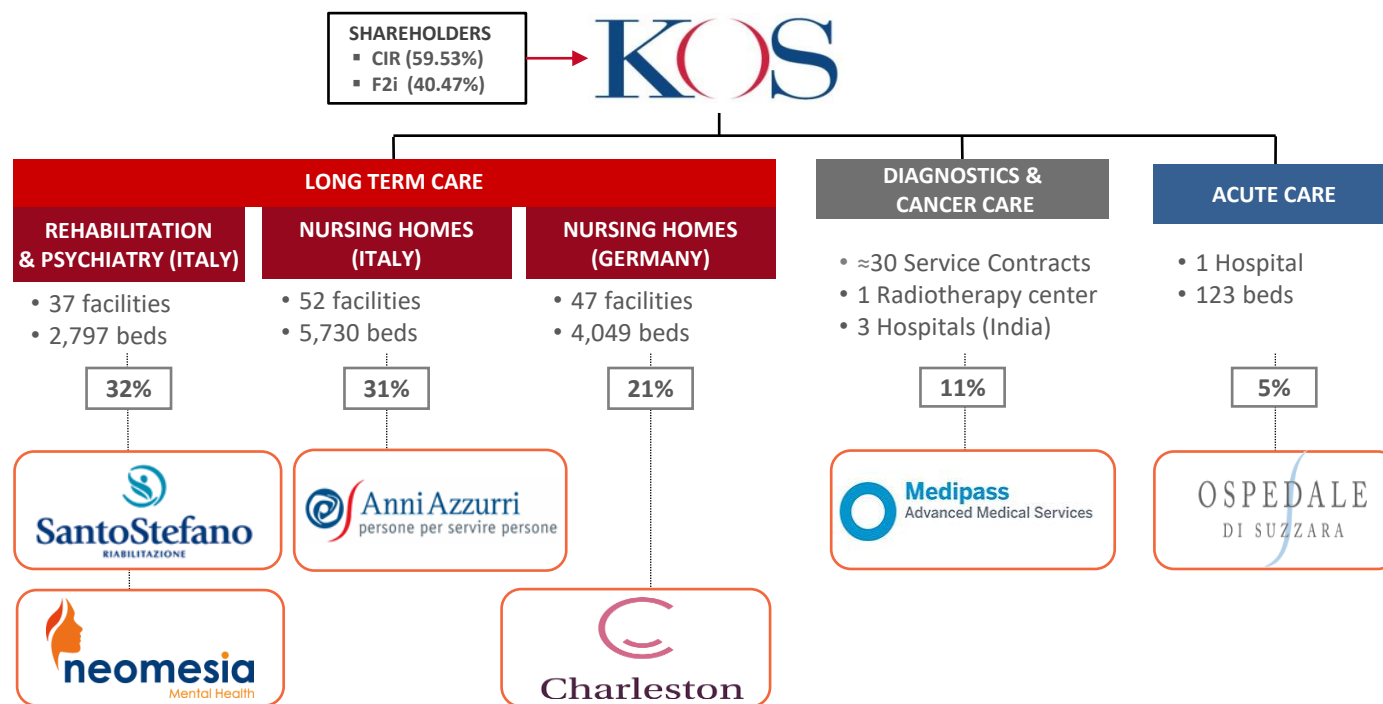 SHAREHOLDERS
▪ CIR (59.53%)
▪ F2i (40.47%)
KOS
LONG TERM CARE
REHABILITATION
& PSYCHIATRY (ITALY)
• 37 facilities
• 2,797 beds
32%
SantoStefano
RIABILITAZIONE
neomesia
Mental Health
NURSING HOMES
(ITALY)
• 52 facilities
• 5,730 beds
31%
Anni Azzurri
persone per servire persone
NURSING HOMES
(GERMANY)
• 47 facilities
• 4,049 beds
21%
Charleston
DIAGNOSTICS &
CANCER CARE
• ≈30 Service Contracts
• 1 Radiotherapy center
• 3 Hospitals (India)
11%
Medipass
Advanced Medical Services
ACUTE CARE
• 1 Hospital
• 123 beds
5%
OSPEDALE
DI SUZZARA